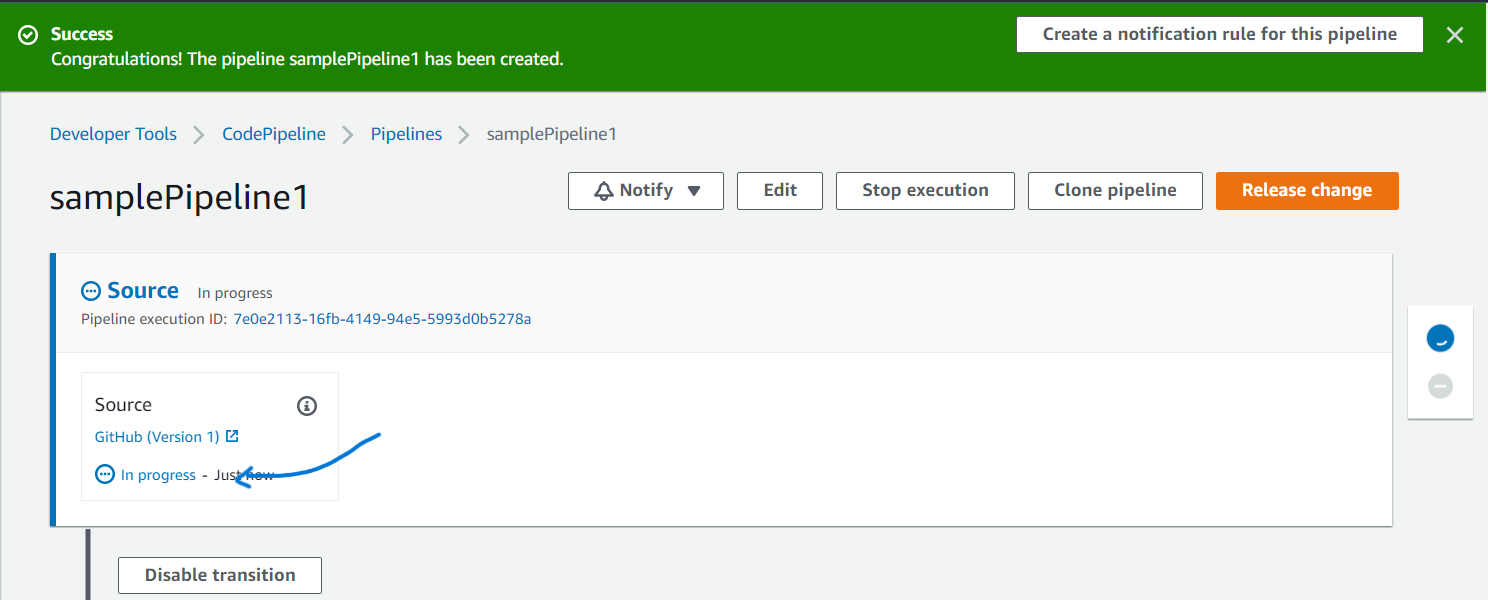 Success
Congratulations! The pipeline samplePipeline1 has been created.
Create a notification rule for this pipeline
Developer Tools
CodePipeline
Pipelines
samplePipeline1
samplePipeline1
Notify
Edit
Stop execution
Clone pipeline
Release change
Source In progress
Pipeline execution ID: 7e0e2113-16fb-4149-94e5-5993d0b5278a
Source
GitHub (Version 1)
In progress - Just now
Disable transition